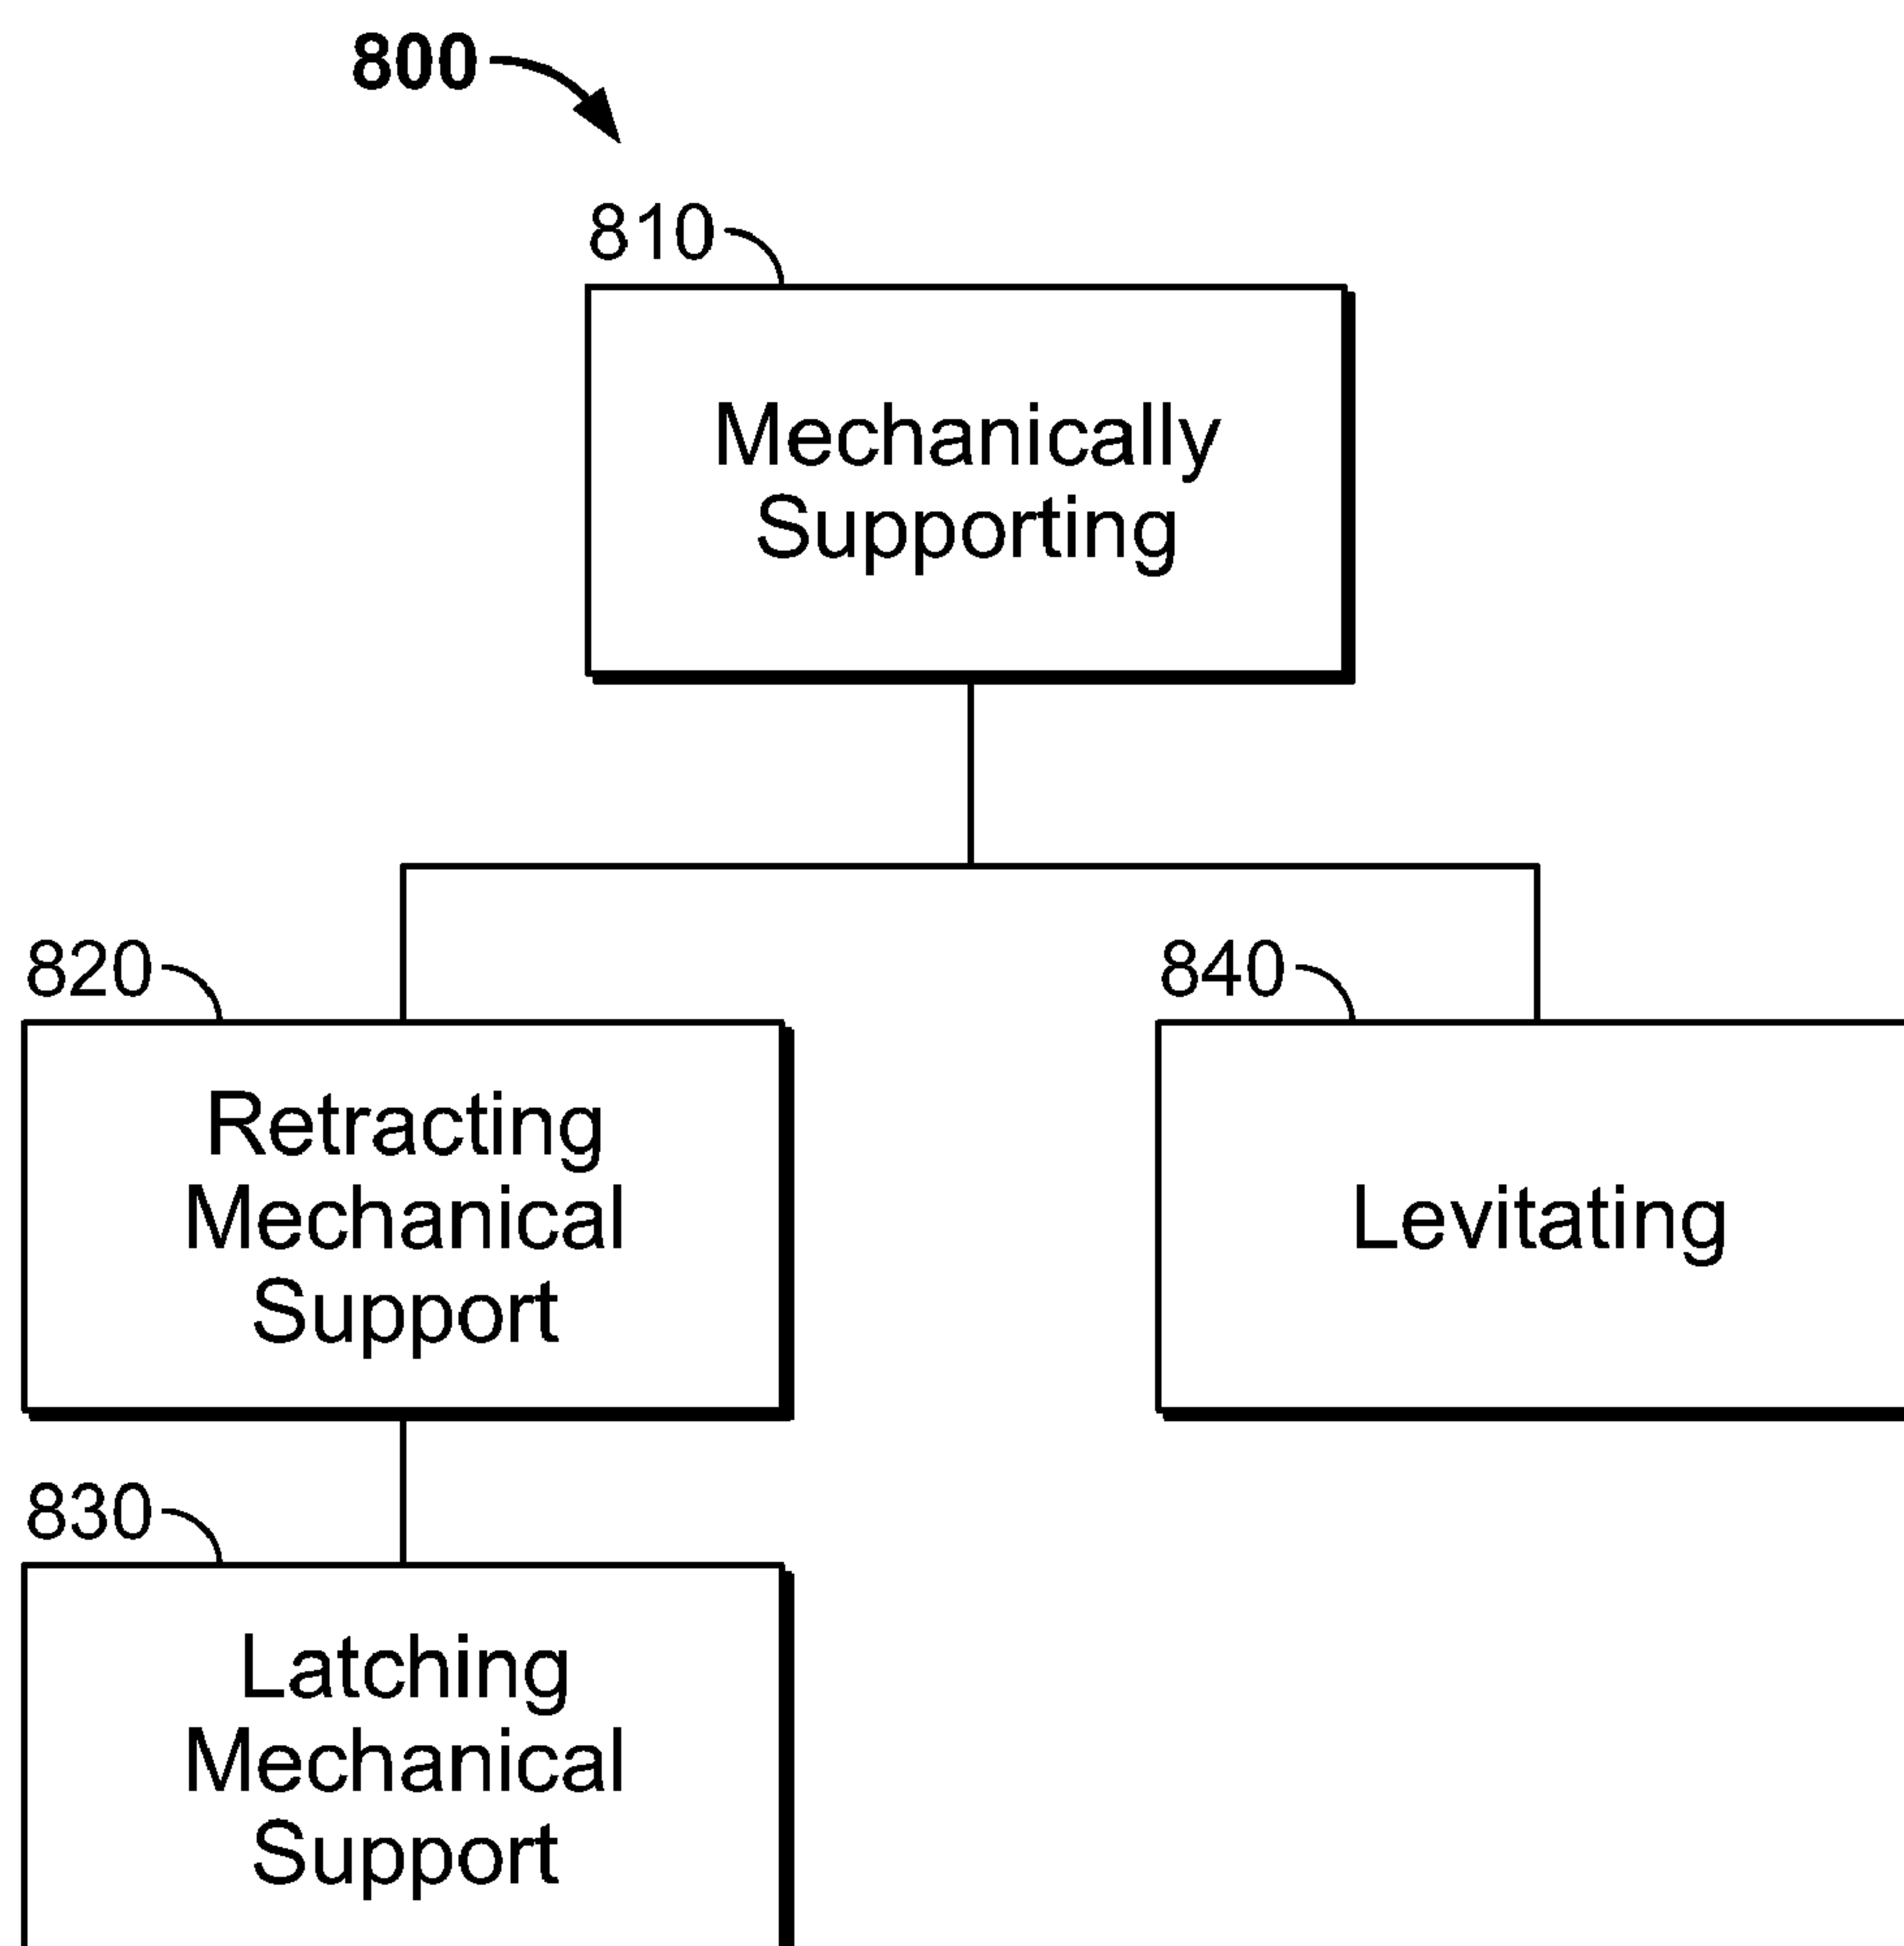 800
810
Mechanically
Supporting
820
Retracting
Mechanical
Support
840
Levitating
830
Latching
Mechanical
Support